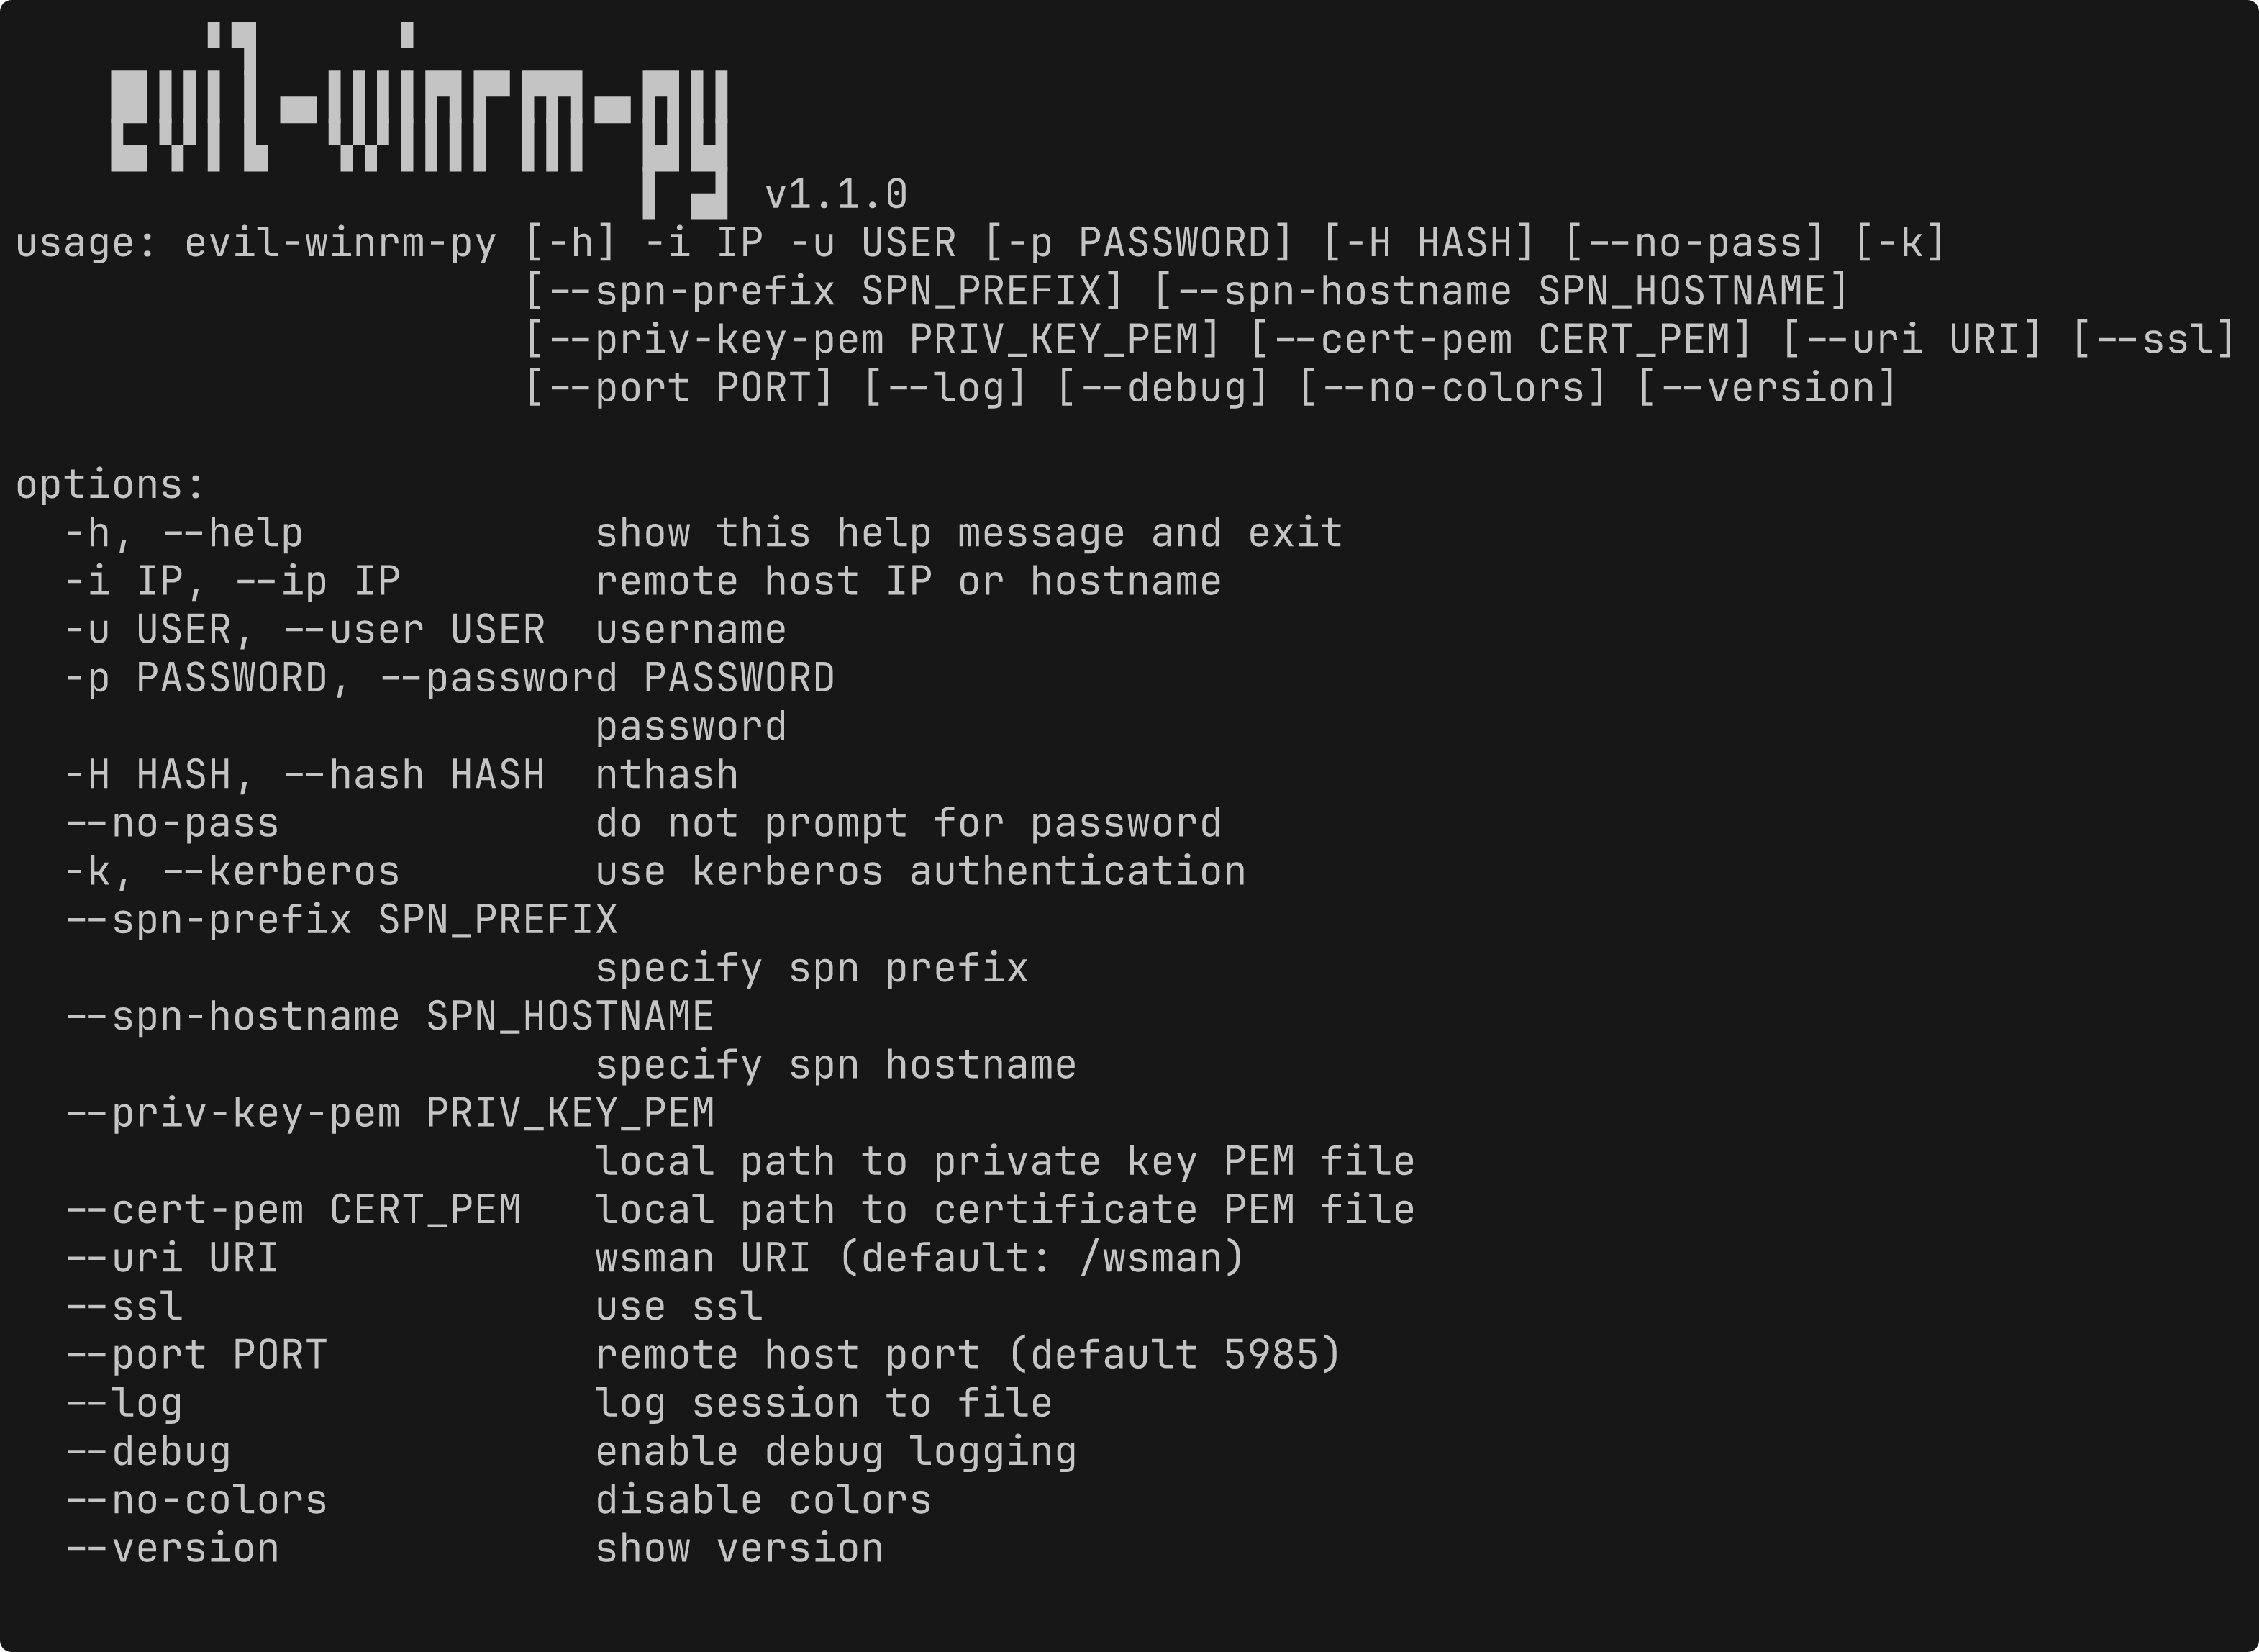 evil-winrm-py
v1.1.0
usage: evil-winrm-py [-h] -i IP -u USER [-p PASSWORD] [-H HASH] [--no-pass] [-k]
[--spn-prefix SPN_PREFIX] [--spn-hostname SPN_HOSTNAME]
[--priv-key-pem PRIV_KEY_PEM] [--cert-pem CERT_PEM] [--uri URI] [--ssl]
[--port PORT] [--log] [--debug] [--no-colors] [--version]
options:
-h, --help show this help message and exit
-i IP, --ip IP remote host IP or hostname
-u USER, --user USER username
-p PASSWORD, --password PASSWORD
password
-H HASH, --hash HASH nthash
--no-pass do not prompt for password
-k, --kerberos use kerberos authentication
--spn-prefix SPN_PREFIX
specify spn prefix
--spn-hostname SPN_HOSTNAME
specify spn hostname
--priv-key-pem PRIV_KEY_PEM
local path to private key PEM file
--cert-pem CERT_PEM local path to certificate PEM file
--uri URI wsman URI (default: /wsman)
--ssl use ssl
--port PORT remote host port (default 5985)
--log log session to file
--debug enable debug logging
--no-colors disable colors
--version show version